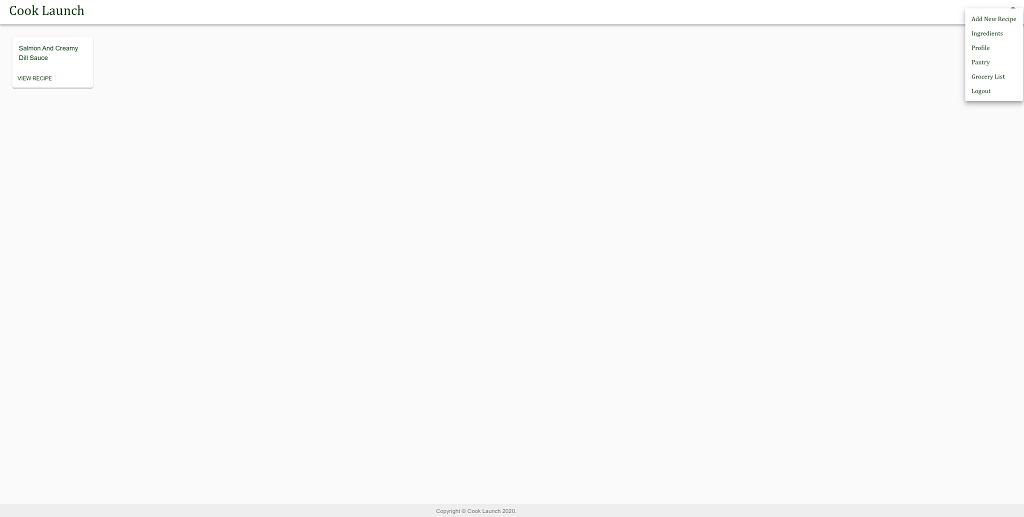 Cook Launch
Add New Recipe
Ingredients
Profile
Pantry
Grocery List
Logout
Salmon And Creamy
Dill Sauce
VIEW RECIPE
Copyright © Cook Launch 2020.